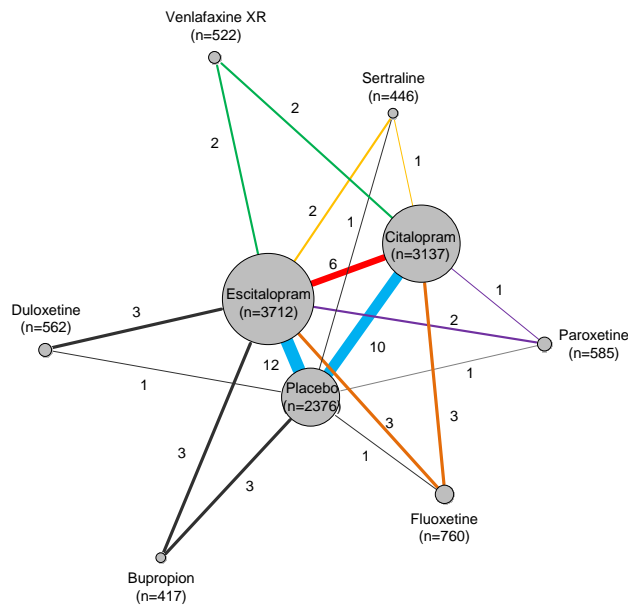 Venlafaxine XR
(n=522)
Sertraline
(n=446)
2
2
1
2
1
Citalopram
(n=3137)
6
Escitalopram
(n=3712)
Duloxetine
(n=562)
3
1
2
Paroxetine
(n=585)
10
12
1
1
Placebo
(n=2376)
3
3
1
3
3
Fluoxetine
(n=760)
Bupropion
(n=417)